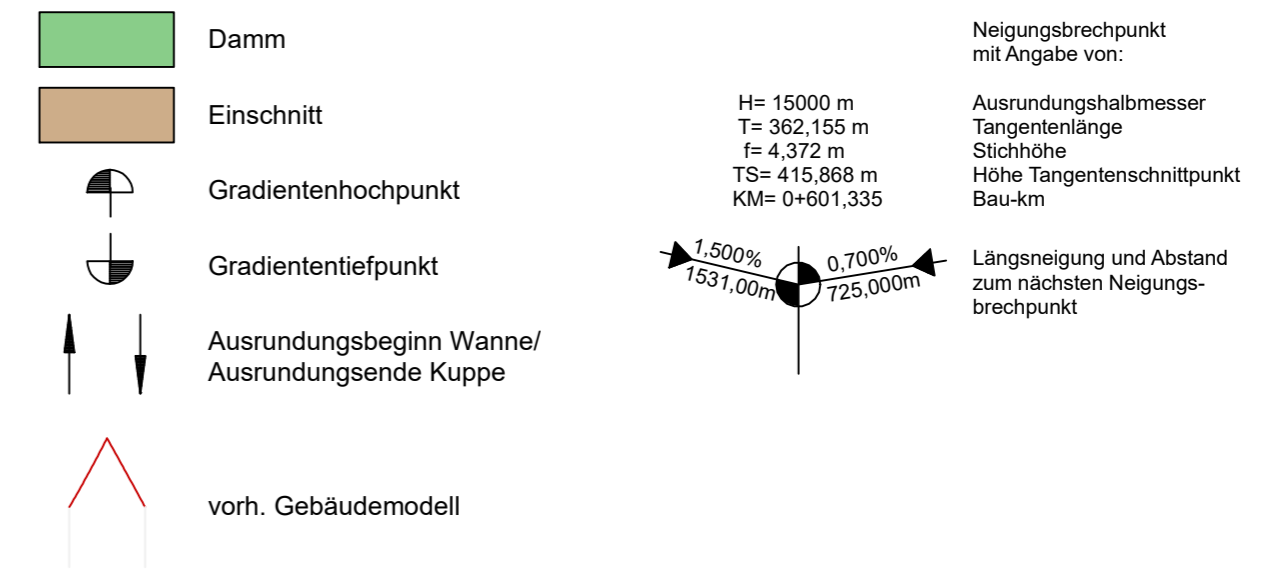 Damm
Einschnitt
Gradientenhochpunkt
Gradiententiefpunkt
Ausrundungsbeginn Wanne/
Ausrundungsende Kuppe
vorh. Gebäudemodell
Neigungsbrechpunkt
mit Angabe von:
H= 15000 m Ausrundungshalbmesser
T= 362,155 m Tangentenlänge
f= 4,372 m Stichhöhe
TS= 415,868 m Höhe Tangentenschnittpunkt
KM= 0+601,335 Bau-km
1,500%
1531,00m
0,700%
725,000m
Längsneigung und Abstand
zum nächsten Neigungs-
brechpunkt